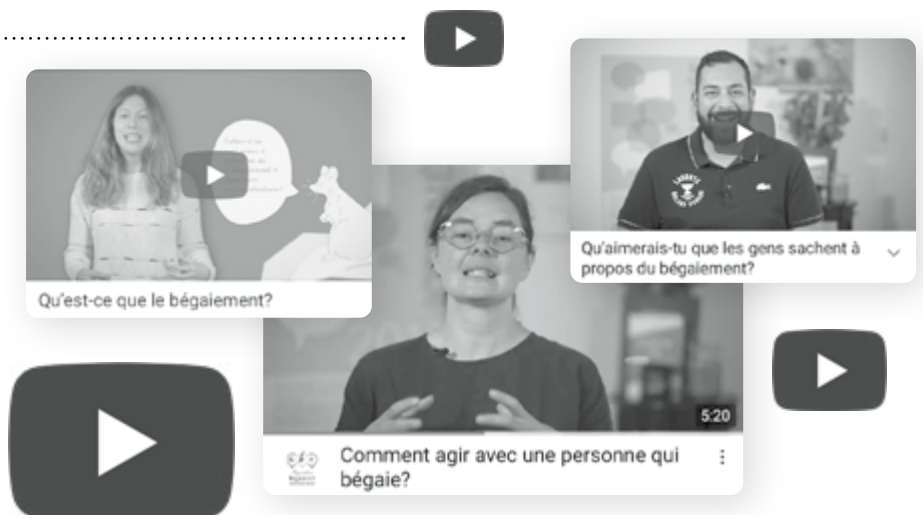 Qu'est-ce que le bégaiement?
Qu'aimerais-tu que les gens sachent à
propos du bégaiement?
5:20
Comment agir avec une personne qui
bégaie?